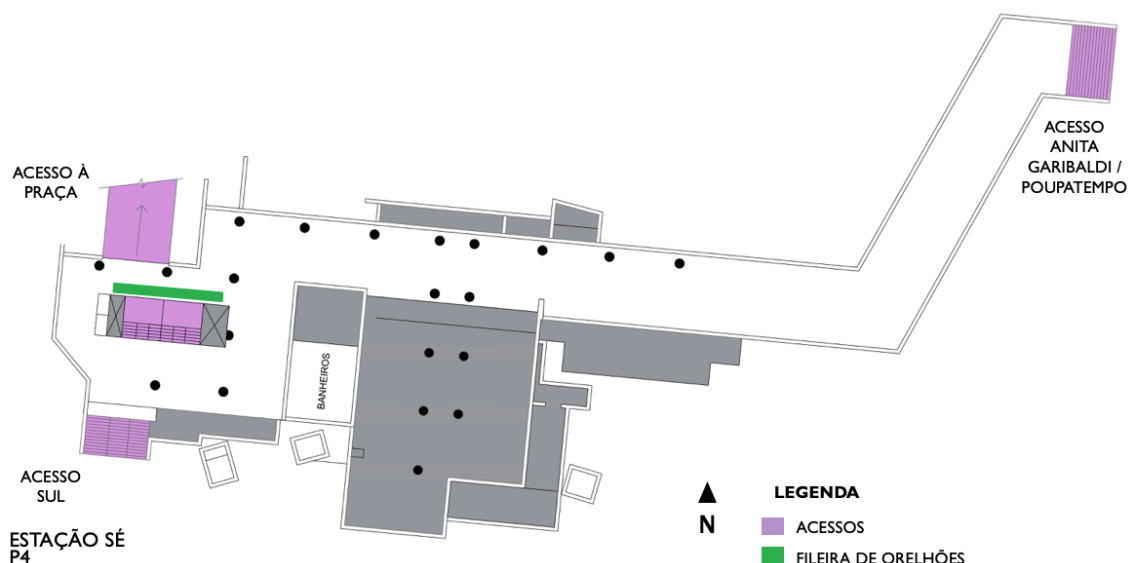 ACESSO À
PRAÇA
ACESSO
ANITA
GARIBALDI /
POUPATEMPO
BANHEIROS
ACESSO
SUL
ESTAÇÃO SÉ
P4
N
LEGENDA
ACESSOS
FILEIRA DE ORELHÕES